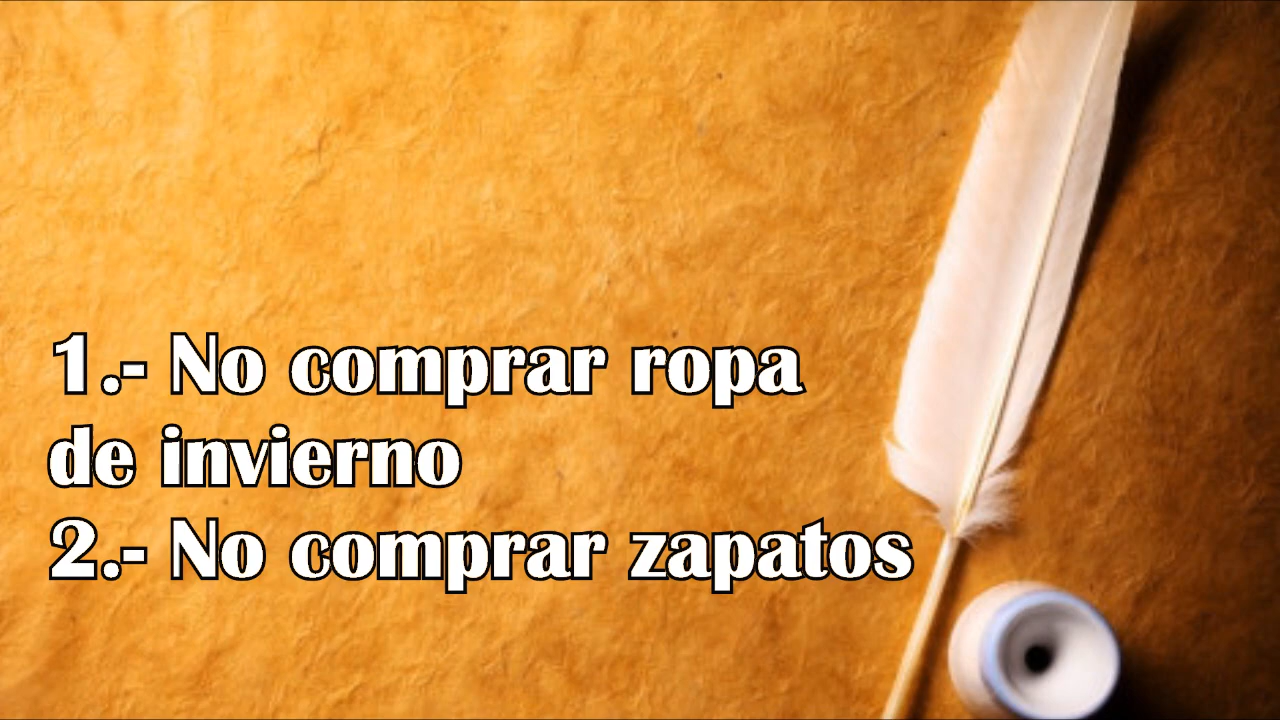 1.- No comprar ropa
de invierno
2.- No comprar zapatos